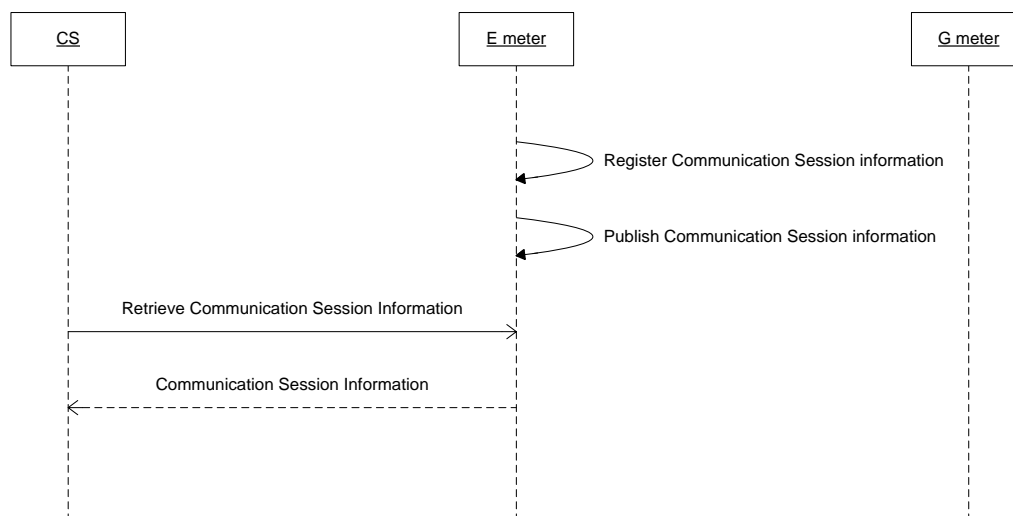 CS
E meter
G meter
Register Communication Session information
Publish Communication Session information
Retrieve Communication Session Information
Communication Session Information